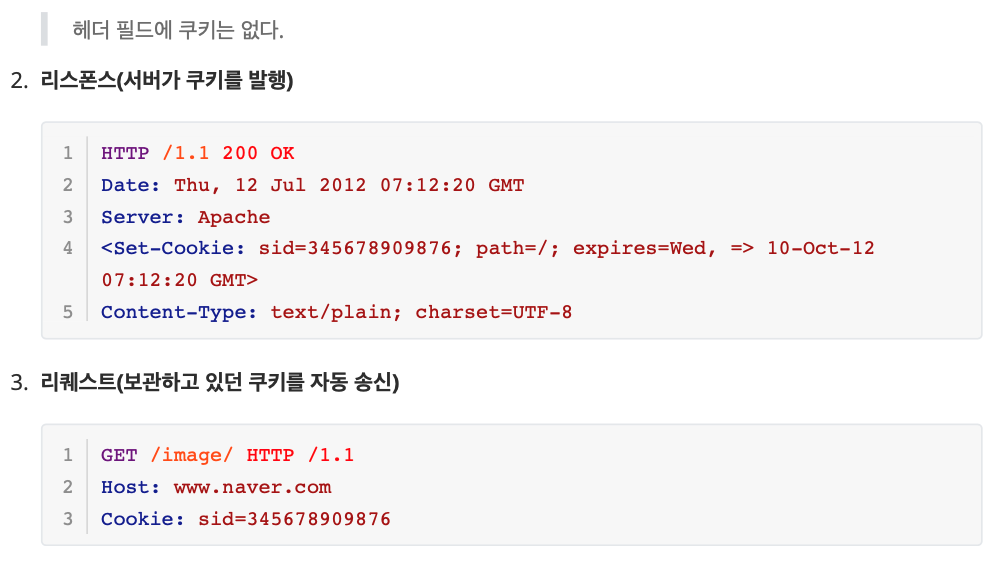 헤더 필드에 쿠키는 없다.
2. 리스폰스(서버가 쿠키를 발행)
1 HTTP /1.1 200 OK
2 Date: Thu, 12 Jul 2012 07:12:20 GMT
3 Server: Apache
4 <Set-Cookie: sid=345678909876; path=/; expires=Wed, => 10-Oct-12
07:12:20 GMT>
5 Content-Type: text/plain; charset=UTF-8
3. 리퀘스트(보관하고 있던 쿠키를 자동 송신)
1 GET /image/ HTTP /1.1
2 Host: www.naver.com
3 Cookie: sid=345678909876